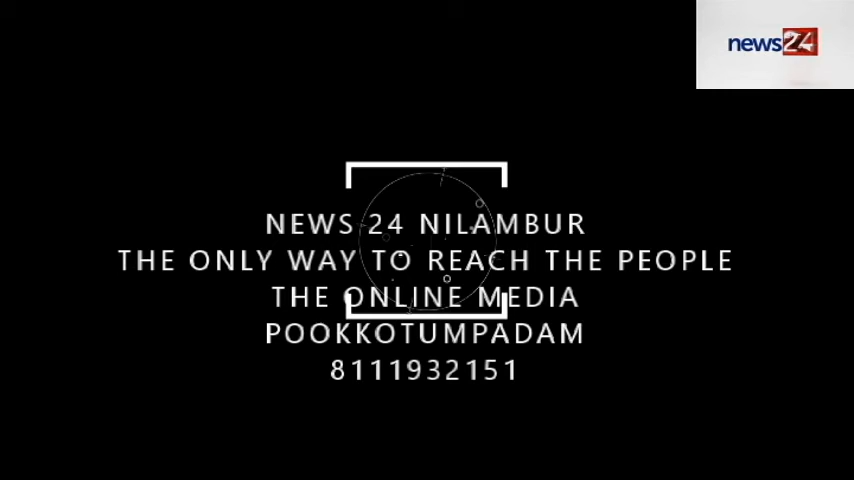 news24
NEWS 24 NILAMBUR
THE ONLY WAY TO REACH THE PEOPLE
THE ONLINE MEDIA
POOKKOTUMPADAM
8111932151